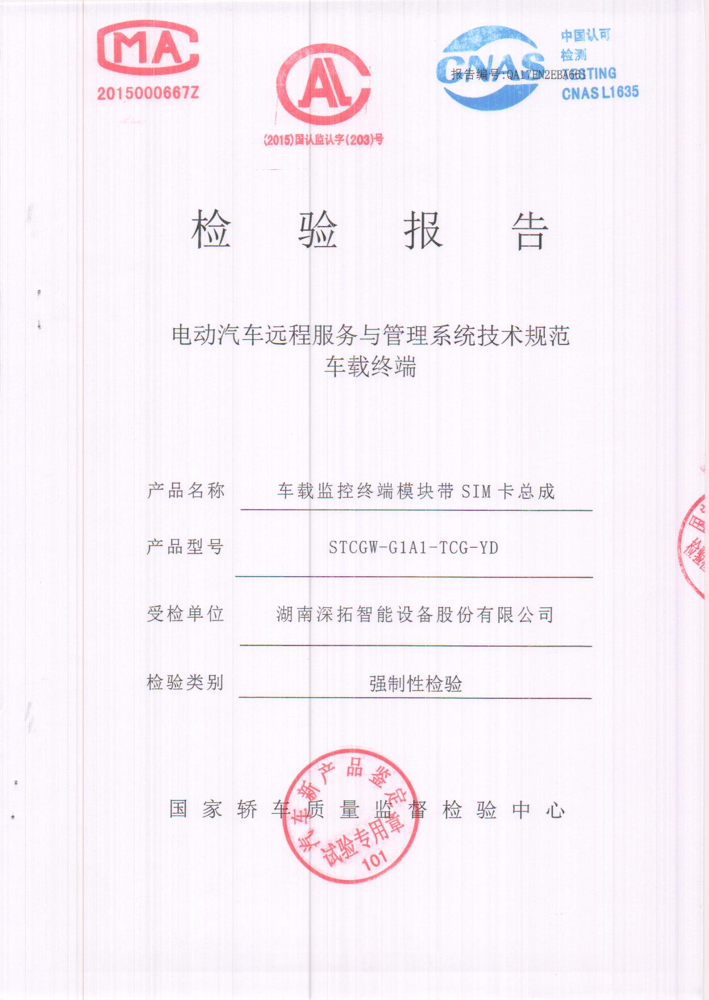 CMA
2015000667Z
CAL
(2015)国认监认字(203)号
CNAS
中国认可
检测
TESTING
CNAS L1635
报告编号:QA17EN2EBA661
检验报告
电动汽车远程服务与管理系统技术规范
车载终端
产品名称 车载监控终端模块带 SIM 卡总成
产品型号 STCGW-G1A1-TCG-YD
受检单位 湖南深拓智能设备股份有限公司
检验类别 强制性检验
国家轿车质量监督检验中心
汽车新产品鉴定
试验专用章
101
国
检验